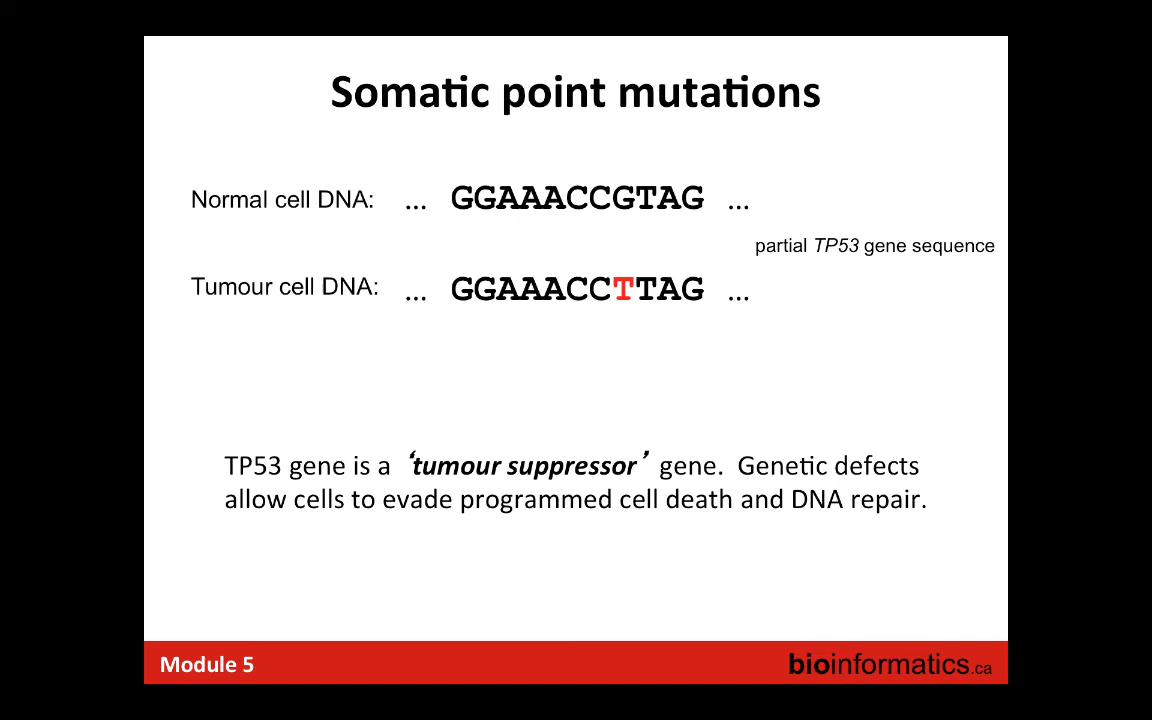 Somatic point mutations
Normal cell DNA: ... GGAAACCGTAG ...
partial TP53 gene sequence
Tumour cell DNA: ... GGAAACCTTAG ...
TP53 gene is a ‘tumour suppressor’ gene. Genetic defects
allow cells to evade programmed cell death and DNA repair.
Module 5
bioinformatics.ca